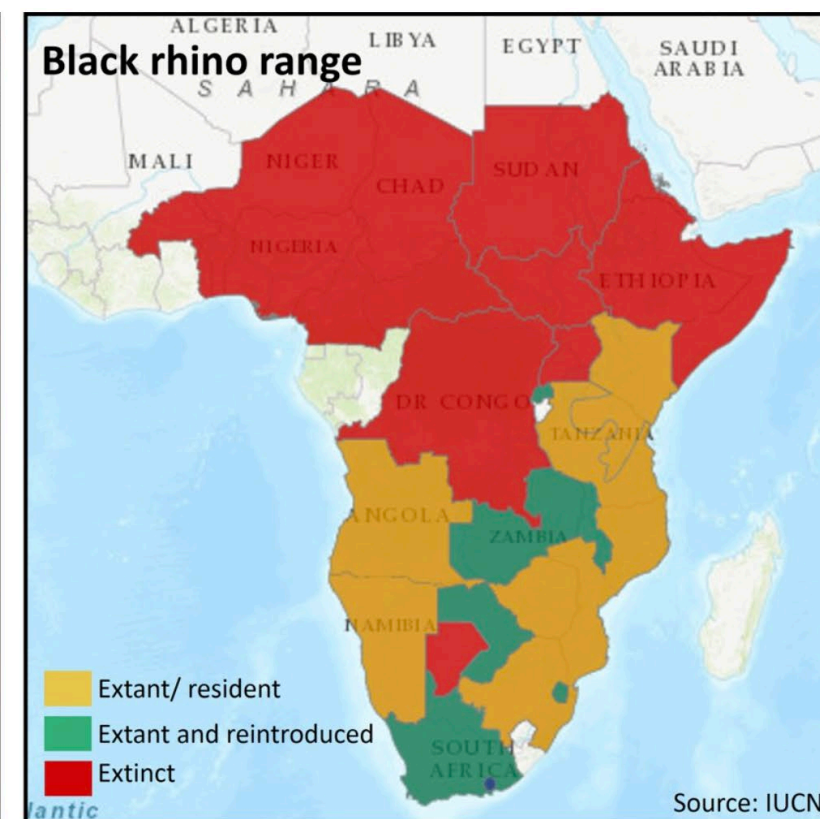 ALGERIA
LIBYA
EGYPT
SAUDI
ARABIA
Black rhino range
SAHARA
MALI
NIGER
CHAD
SUDAN
NIGERIA
ETHIOPIA
DR CONGO
TANZANIA
ANGOLA
ZAMBIA
NAMIBIA
Extant/ resident
Extant and reintroduced
Extinct
SOUTH
AFRICA
Source: IUCN
lantic